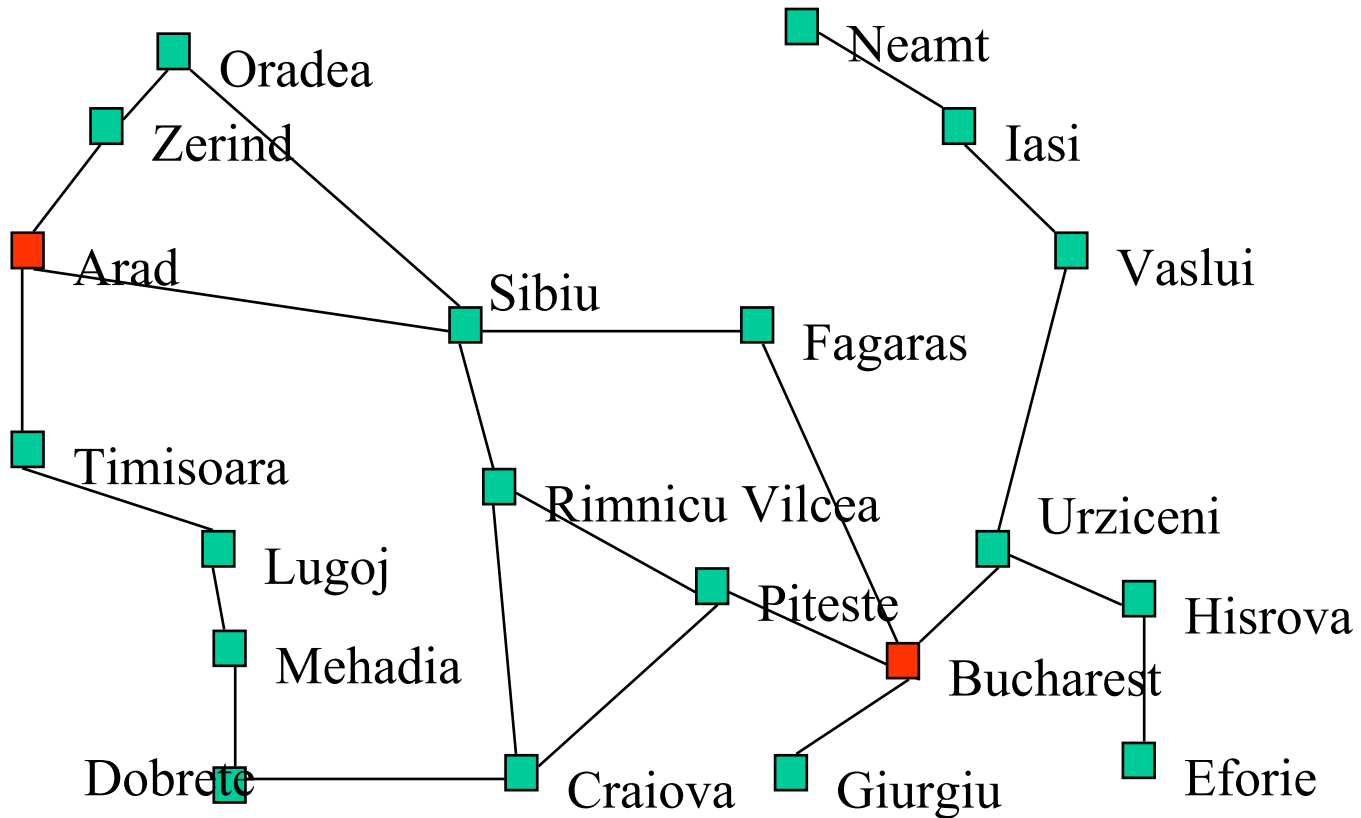 Neamt
Oradea
Zerind
Iasi
Arad
Vaslui
Sibiu
Fagaras
Timisoara
Rimnicu Vilcea
Urziceni
Lugoj
Piteste
Hisrova
Mehadia
Bucharest
Dobrete
Craiova
Giurgiu
Eforie